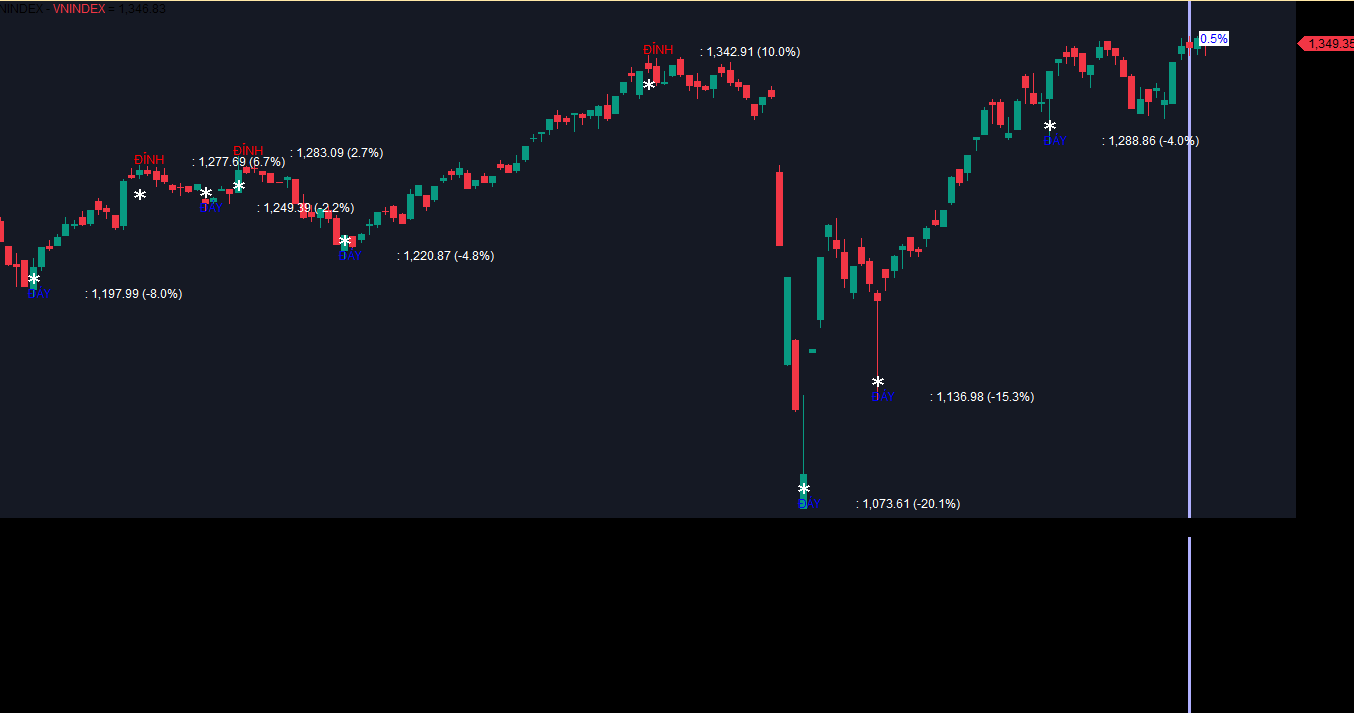 NINDEX - VNINDEX = 1,346.83
0.5%
1,349.35
ĐỈNH
: 1,342.91 (10.0%)
ĐỈNH
: 1,277.69 (6.7%)
ĐỈNH
: 1,283.09 (2.7%)
ĐÁY
: 1,288.86 (-4.0%)
ĐÁY
: 1,249.39 (-2.2%)
ĐÁY
: 1,220.87 (-4.8%)
ĐÁY
: 1,197.99 (-8.0%)
ĐÁY
: 1,136.98 (-15.3%)
ĐÁY
: 1,073.61 (-20.1%)